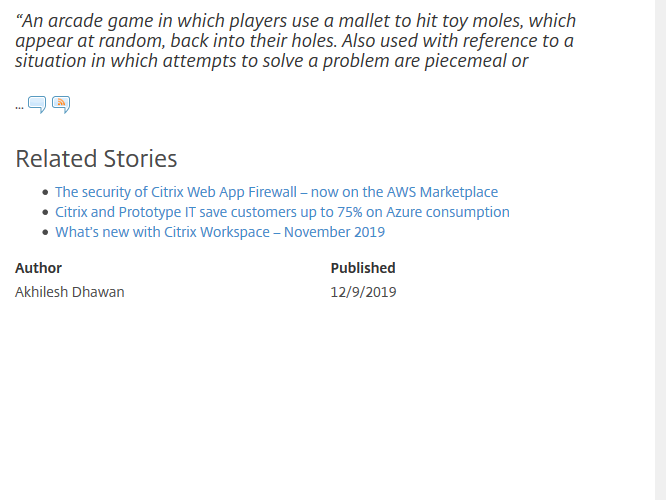 “An arcade game in which players use a mallet to hit toy moles, which
appear at random, back into their holes. Also used with reference to a
situation in which attempts to solve a problem are piecemeal or
...
Related Stories
• The security of Citrix Web App Firewall – now on the AWS Marketplace
• Citrix and Prototype IT save customers up to 75% on Azure consumption
• What's new with Citrix Workspace – November 2019
Author Published
Akhilesh Dhawan 12/9/2019